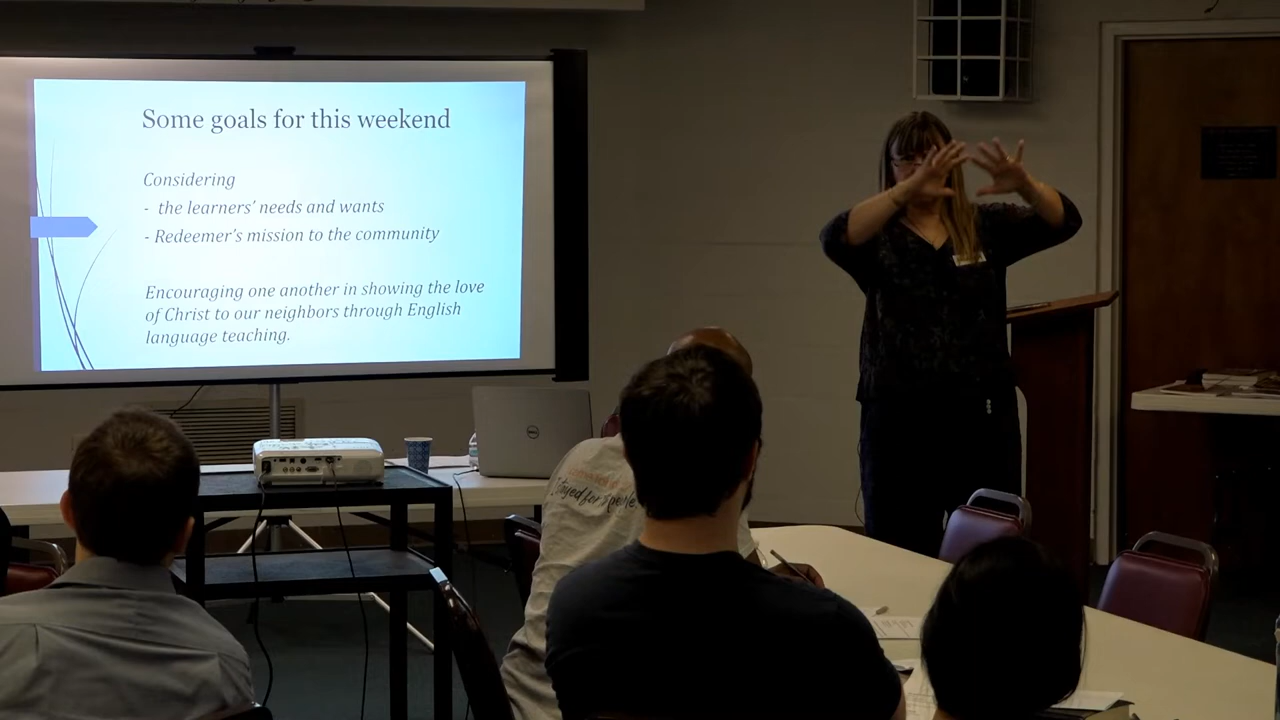 Some goals for this weekend
Considering
- the learners' needs and wants
- Redeemer's mission to the community
Encouraging one another in showing the love
of Christ to our neighbors through English
language teaching.
DELL